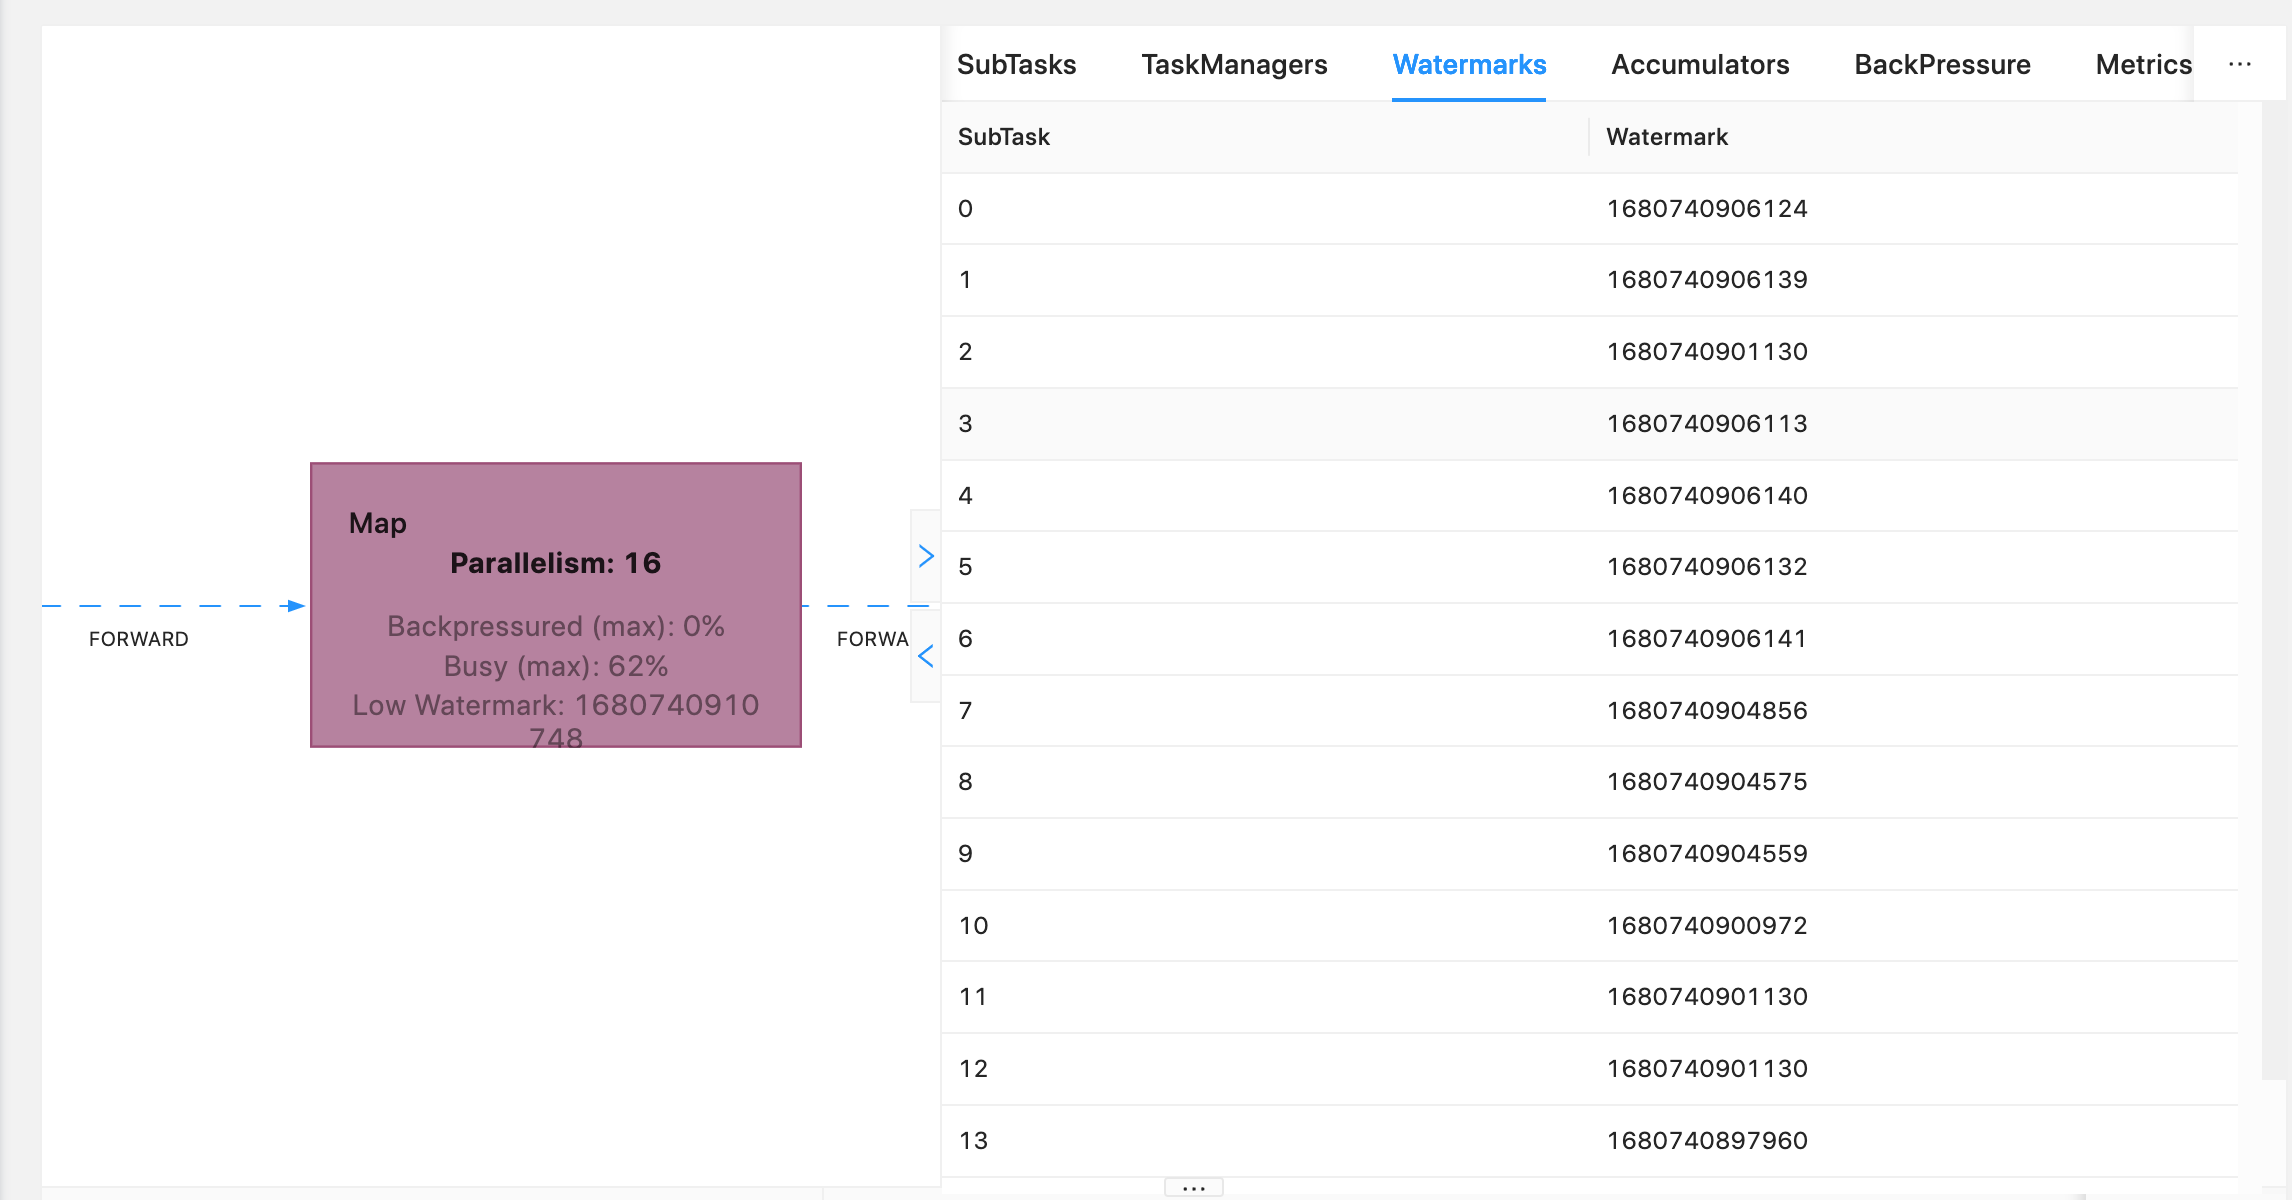 SubTasks TaskManagers Watermarks Accumulators BackPressure Metrics ...
SubTask Watermark
0 1680740906124
1 1680740906139
2 1680740901130
3 1680740906113
4 1680740906140
5 1680740906132
6 1680740906141
7 1680740904856
8 1680740904575
9 1680740904559
10 1680740900972
11 1680740901130
12 1680740901130
13 1680740897960
...
FORWARD
Map
Parallelism: 16
Backpressured (max): 0%
Busy (max): 62%
Low Watermark: 1680740910
748
FORWA